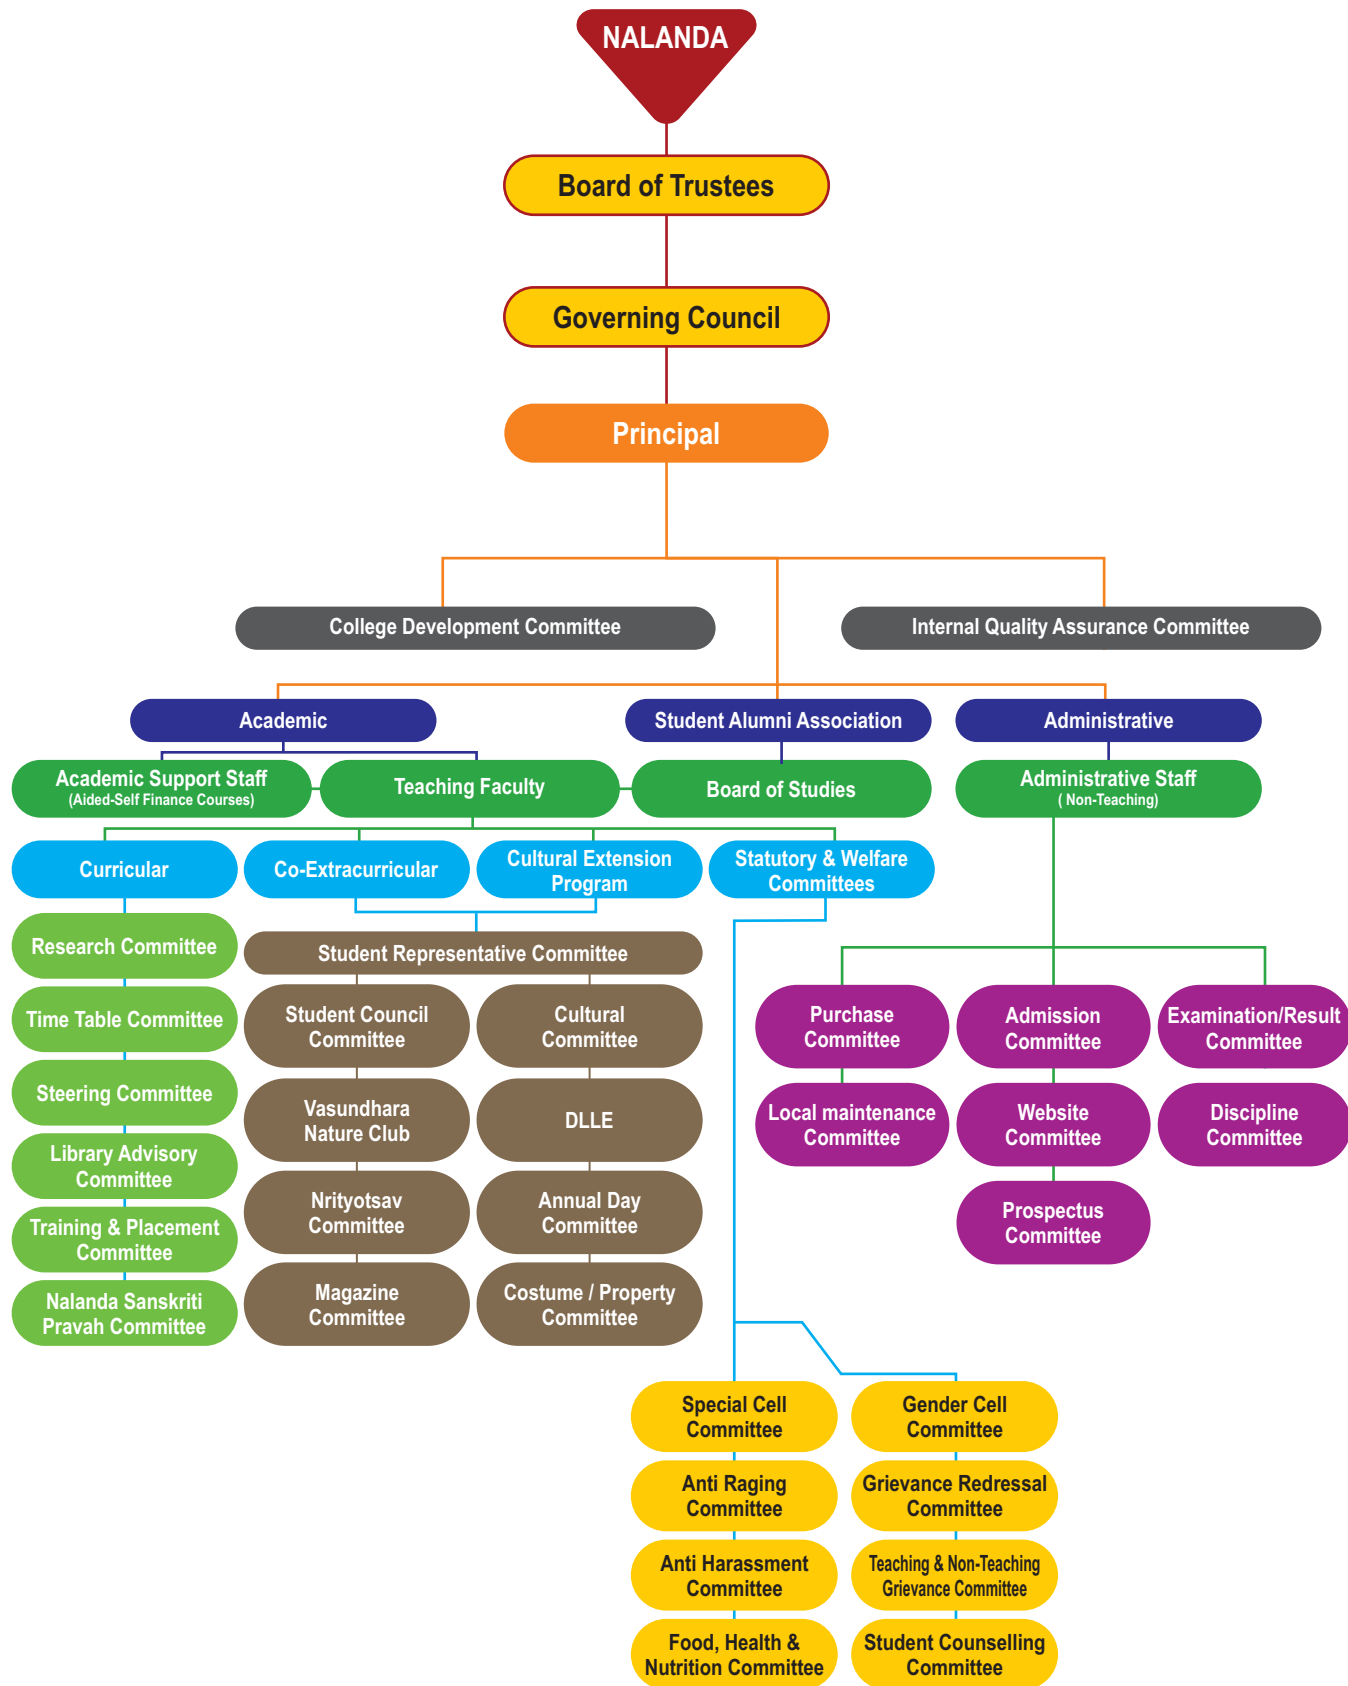 NALANDA
Board of Trustees
Governing Council
Principal
College Development Committee
Internal Quality Assurance Committee
Academic
Student Alumni Association
Administrative
Academic Support Staff
(Aided-Self Finance Courses)
Teaching Faculty
Board of Studies
Administrative Staff
( Non-Teaching)
Curricular
Co-Extracurricular
Cultural Extension
Program
Statutory & Welfare
Committees
Research Committee
Time Table Committee
Steering Committee
Library Advisory
Committee
Training & Placement
Committee
Nalanda Sanskriti
Pravah Committee
Student Representative Committee
Student Council
Committee
Cultural
Committee
Vasundhara
Nature Club
DLLE
Nrityotsav
Committee
Annual Day
Committee
Magazine
Committee
Costume / Property
Committee
Purchase
Committee
Admission
Committee
Examination/Result
Committee
Local maintenance
Committee
Website
Committee
Discipline
Committee
Prospectus
Committee
Special Cell
Committee
Gender Cell
Committee
Anti Raging
Committee
Grievance Redressal
Committee
Anti Harassment
Committee
Teaching & Non-Teaching
Grievance Committee
Food, Health &
Nutrition Committee
Student Counselling
Committee